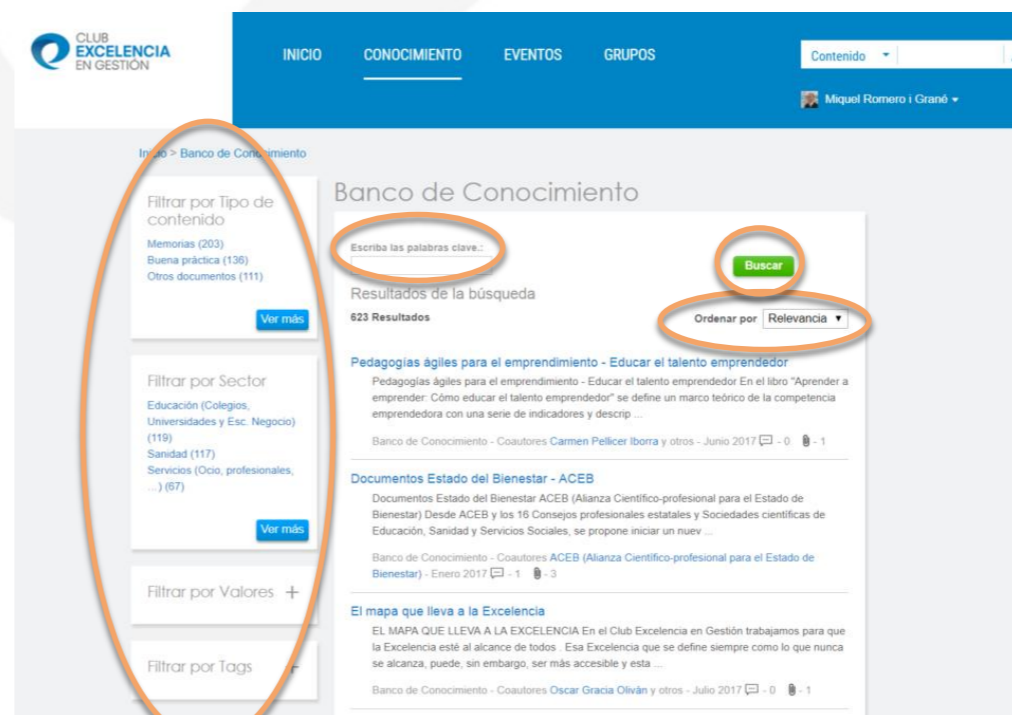 CLUB
EXCELENCIA
EN GESTIÓN
INICIO
CONOCIMIENTO
EVENTOS
GRUPOS
Contenido
Miquel Romero i Grané
Inicio > Banco de Conocimiento
Filtrar por Tipo de
contenido
Memorias (203)
Buena práctica (136)
Otros documentos (111)
Ver más
Filtrar por Sector
Educación (Colegios,
Universidades y Esc. Negocio)
(119)
Sanidad (117)
Servicios (Ocio, profesionales,
...) (67)
Ver más
Filtrar por Valores +
Filtrar por Tags
Banco de Conocimiento
Escriba las palabras clave.:
Buscar
Resultados de la búsqueda
623 Resultados
Ordenar por Relevancia
Pedagogías ágiles para el emprendimiento - Educar el talento emprendedor
Pedagogías ágiles para el emprendimiento - Educar el talento emprendedor En el libro "Aprender a
emprender: Cómo educar el talento emprendedor" se define un marco teórico de la competencia
emprendedora con una serie de indicadores y descrip ...
Banco de Conocimiento - Coautores Carmen Pellicer Iborra y otros - Junio 2017 - 0 - 1
Documentos Estado del Bienestar - ACEB
Documentos Estado del Bienestar ACEB (Alianza Científico-profesional para el Estado de
Bienestar) Desde ACEB y los 16 Consejos profesionales estatales y Sociedades científicas de
Educación, Sanidad y Servicios Sociales, se propone iniciar un nuev ...
Banco de Conocimiento - Coautores ACEB (Alianza Científico-profesional para el Estado de
Bienestar) - Enero 2017 - 1 - 3
El mapa que lleva a la Excelencia
EL MAPA QUE LLEVA A LA EXCELENCIA En el Club Excelencia en Gestión trabajamos para que
la Excelencia esté al alcance de todos . Esa Excelencia que se define siempre como lo que nunca
se alcanza, puede, sin embargo, ser más accesible y esta ...
Banco de Conocimiento - Coautores Oscar Gracia Oliván y otros - Julio 2017 - 0 - 1